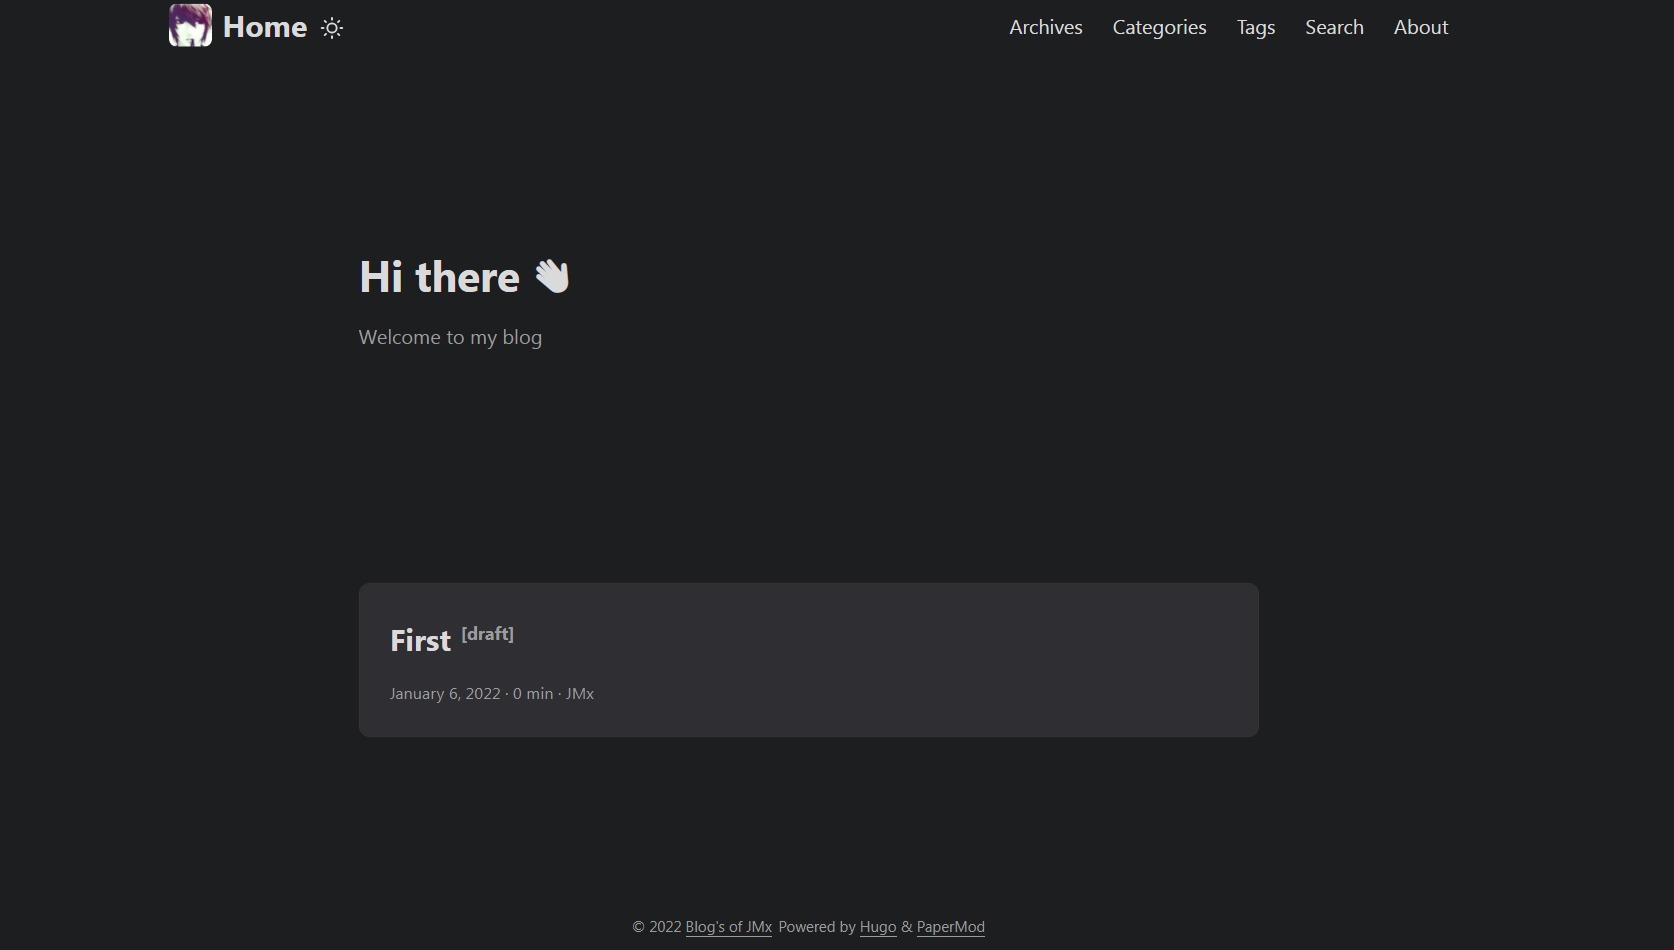 Home
Archives Categories Tags Search About
Hi there 👋
Welcome to my blog
First [draft]
January 6, 2022 · 0 min · JMx
© 2022 Blog's of JMx Powered by Hugo & PaperMod